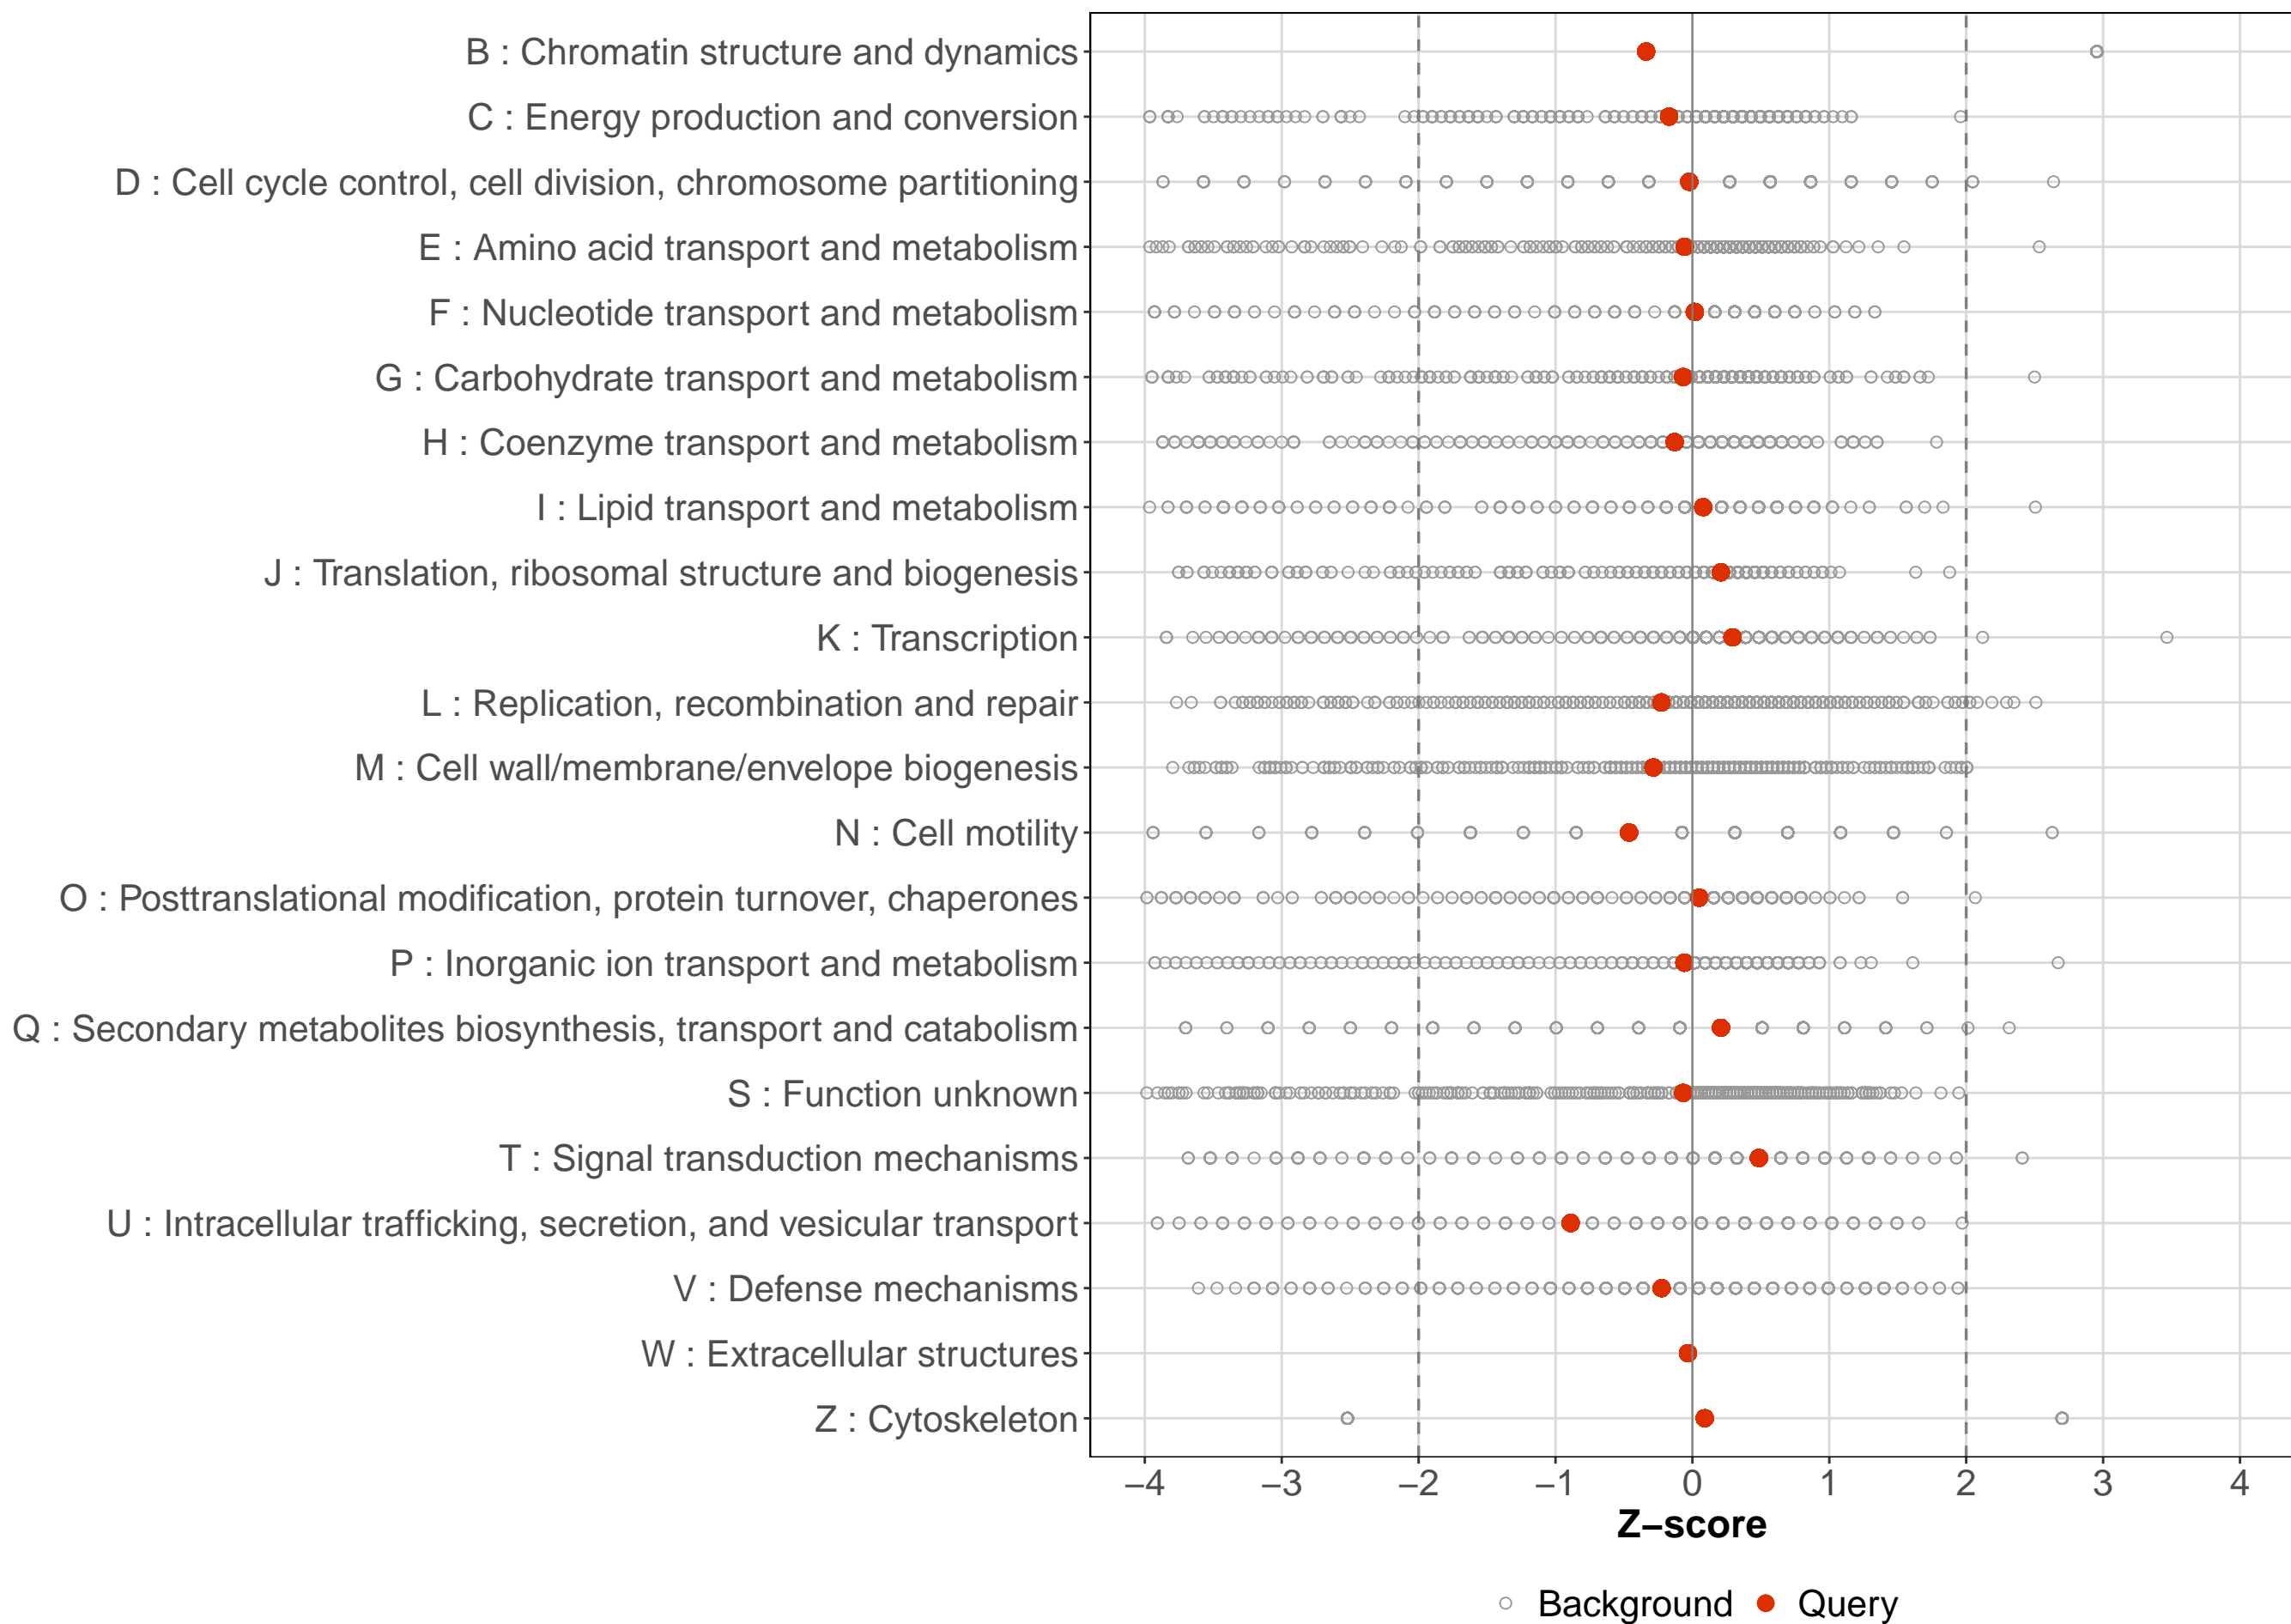 B : Chromatin structure and dynamics
C : Energy production and conversion
D : Cell cycle control, cell division, chromosome partitioning
E : Amino acid transport and metabolism
F : Nucleotide transport and metabolism
G : Carbohydrate transport and metabolism
H : Coenzyme transport and metabolism
I : Lipid transport and metabolism
J : Translation, ribosomal structure and biogenesis
K : Transcription
L : Replication, recombination and repair
M : Cell wall/membrane/envelope biogenesis
N : Cell motility
O : Posttranslational modification, protein turnover, chaperones
P : Inorganic ion transport and metabolism
Q : Secondary metabolites biosynthesis, transport and catabolism
S : Function unknown
T : Signal transduction mechanisms
U : Intracellular trafficking, secretion, and vesicular transport
V : Defense mechanisms
W : Extracellular structures
Z : Cytoskeleton
−4 −3 −2 −1 0 1 2 3 4
Z−score
Background Query